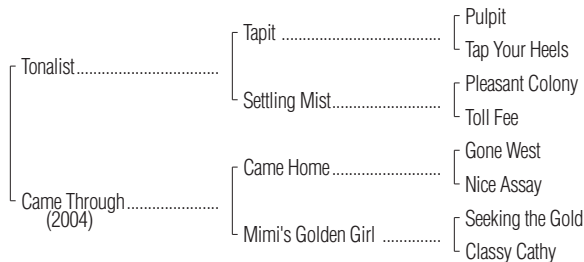 Pulpit
Tapit ........................
Tap Your Heels
Tonalist..........................
Pleasant Colony
Settling Mist...................
Toll Fee
Gone West
Came Home ...................
Nice Assay
Came Through.................
(2004)
Seeking the Gold
Mimi's Golden Girl ............
Classy Cathy